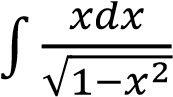 ∫ xdx / √1−x²